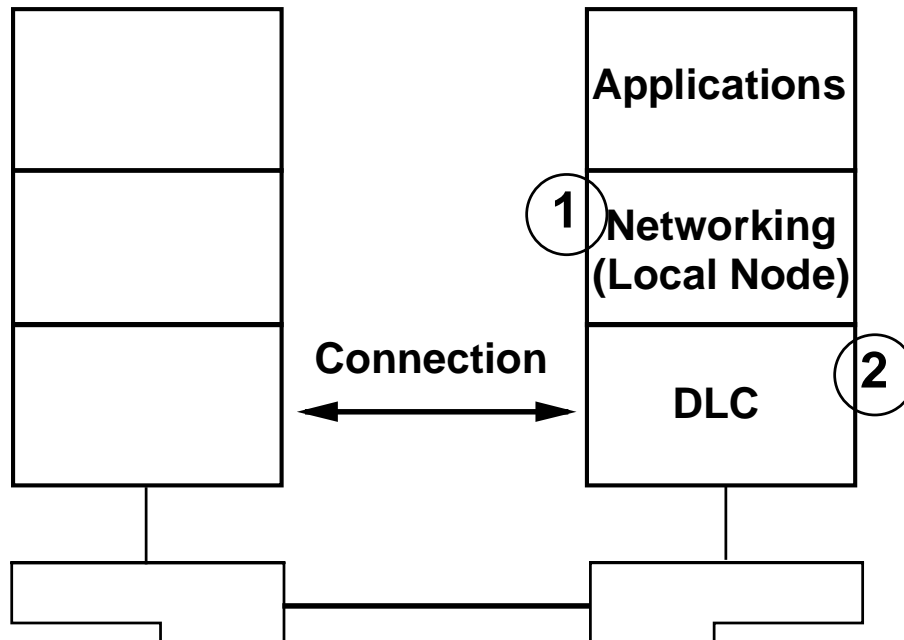 Applications
1
Networking
(Local Node)
Connection
2
DLC